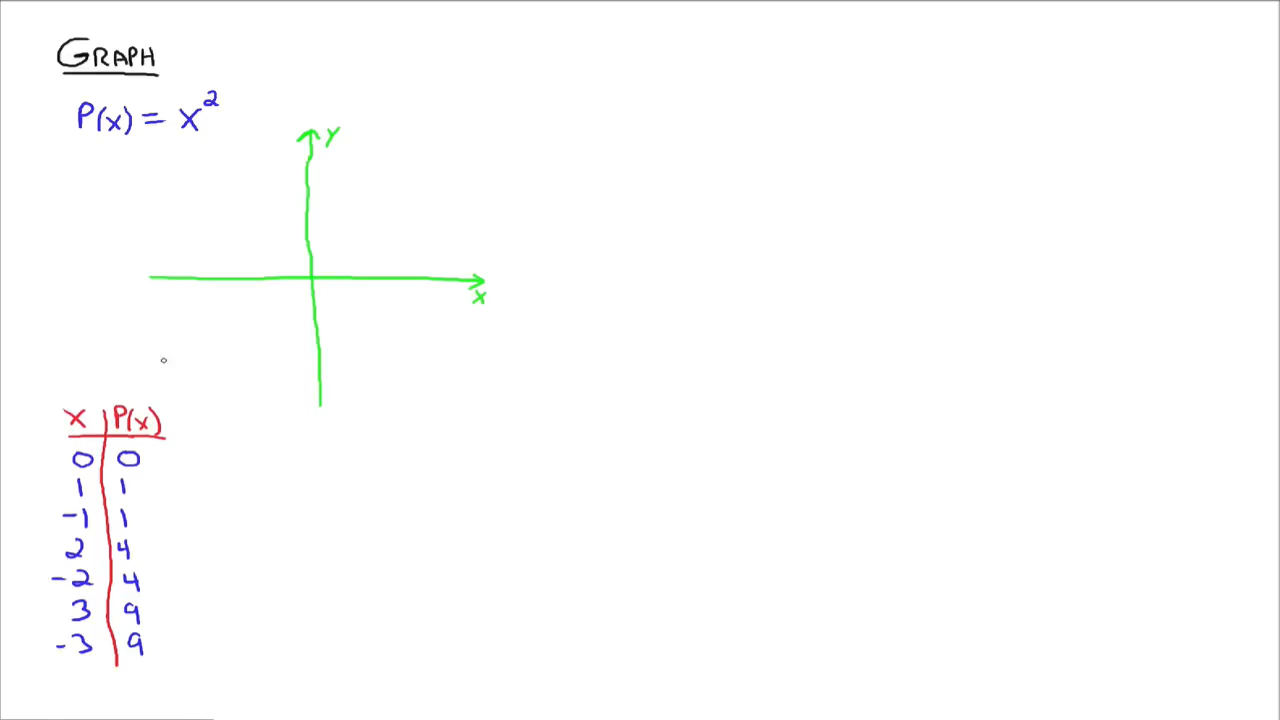 GRAPH
P(x) = x²
y
x
x P(x)
0 0
1 1
-1 1
2 4
-2 4
3 9
-3 9